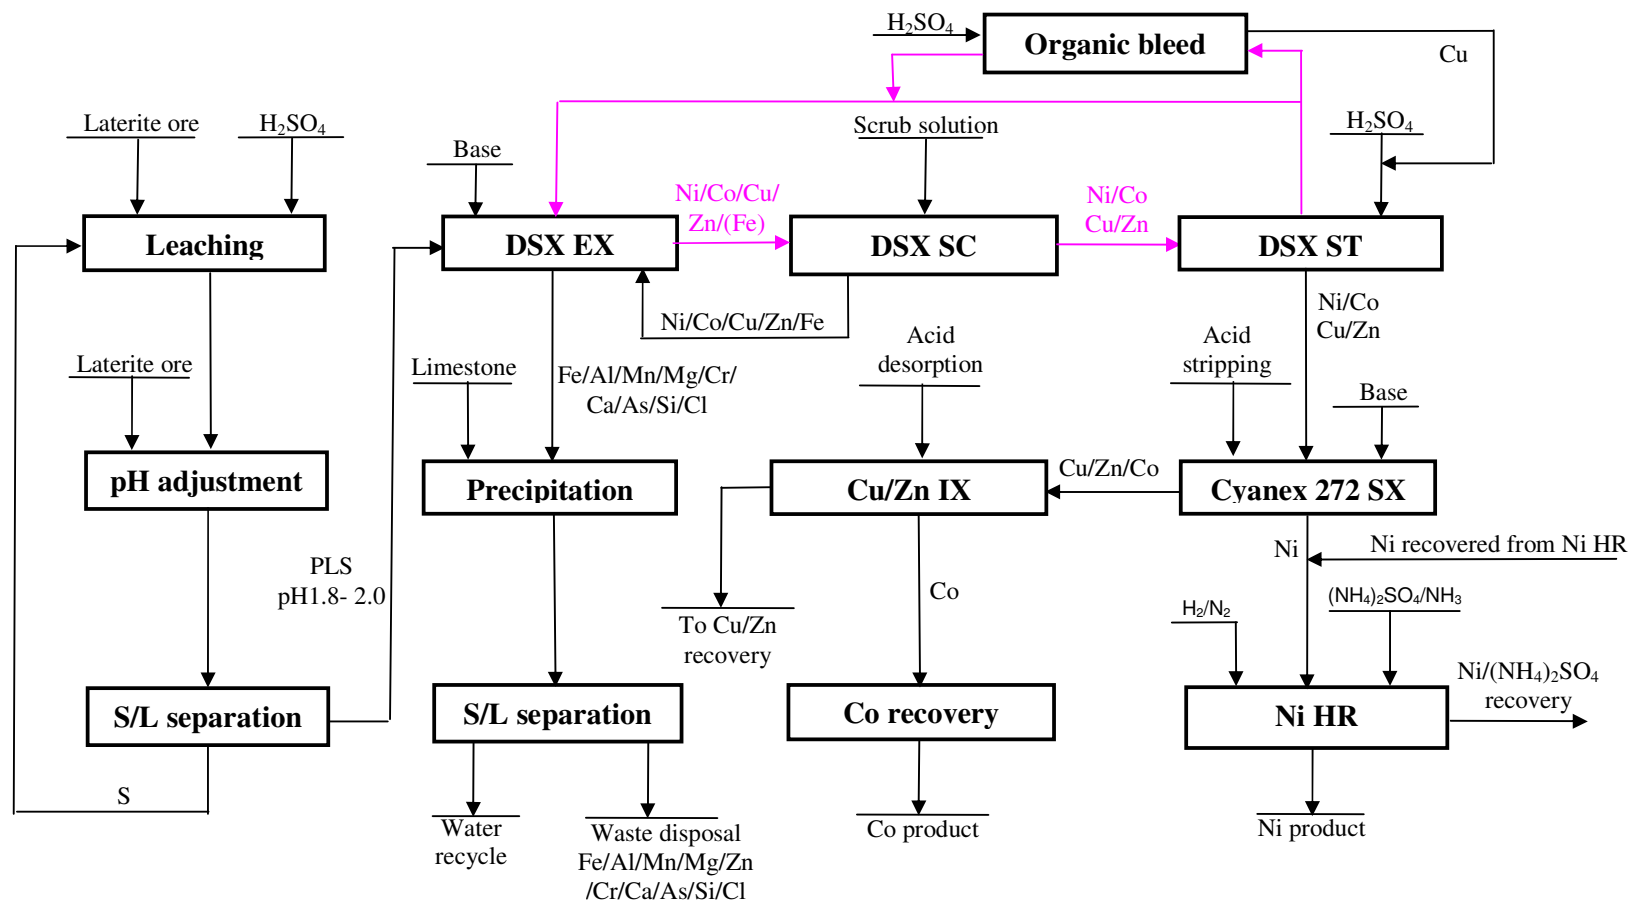 H₂SO₄
Organic bleed
Cu
Laterite ore
H₂SO₄
Base
Scrub solution
H₂SO₄
Ni/Co/Cu/
Zn/(Fe)
Ni/Co
Cu/Zn
Leaching
DSX EX
DSX SC
DSX ST
Ni/Co/Cu/Zn/Fe
Ni/Co
Cu/Zn
Laterite ore
Limestone
Fe/Al/Mn/Mg/Cr/
Ca/As/Si/Cl
Acid
desorption
Acid
stripping
Base
pH adjustment
Precipitation
Cu/Zn IX
Cu/Zn/Co
Cyanex 272 SX
PLS
pH1.8- 2.0
Ni
Ni recovered from Ni HR
Co
To Cu/Zn
recovery
H₂/N₂
(NH₄)₂SO₄/NH₃
S/L separation
S/L separation
Co recovery
Ni HR
Ni/(NH₄)₂SO₄
recovery
S
Water
recycle
Waste disposal
Fe/Al/Mn/Mg/Zn
/Cr/Ca/As/Si/Cl
Co product
Ni product